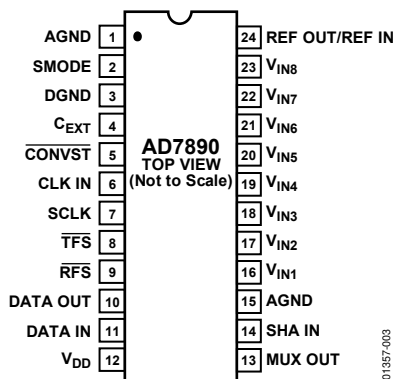 AGND 1
SMODE 2
DGND 3
CEXT 4
CONVST 5
CLK IN 6
SCLK 7
TFS 8
RFS 9
DATA OUT 10
DATA IN 11
VDD 12
AD7890
TOP VIEW
(Not to Scale)
24 REF OUT/REF IN
23 VIN8
22 VIN7
21 VIN6
20 VIN5
19 VIN4
18 VIN3
17 VIN2
16 VIN1
15 AGND
14 SHA IN
13 MUX OUT
01357-003